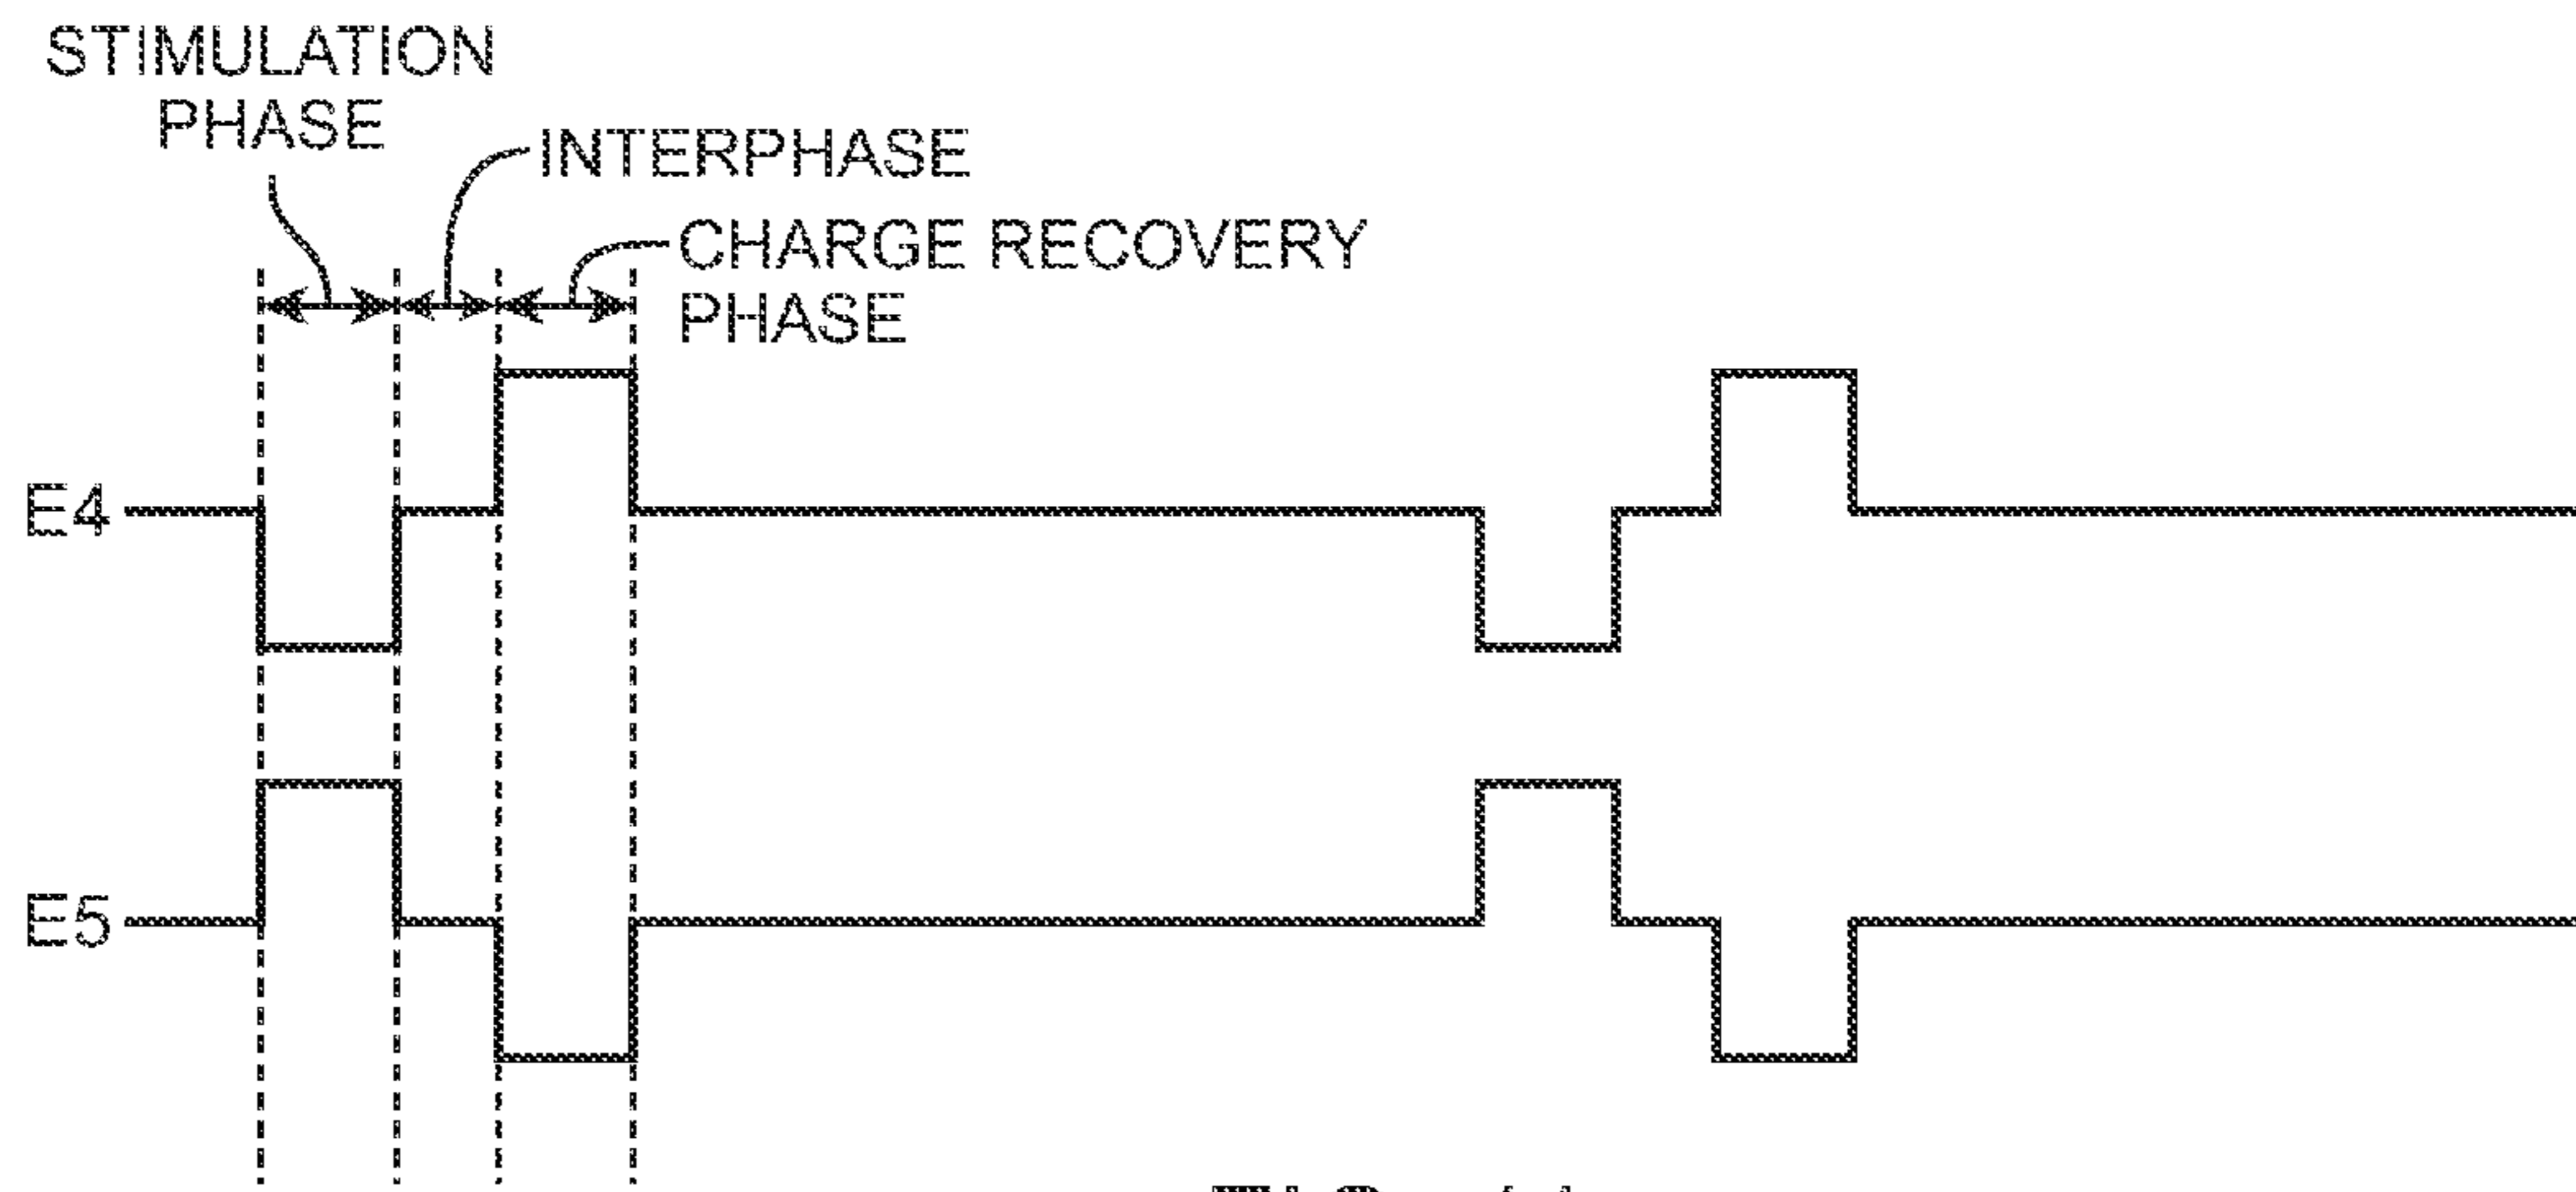 STIMULATION
PHASE
INTERPHASE
CHARGE RECOVERY
PHASE
E4
E5